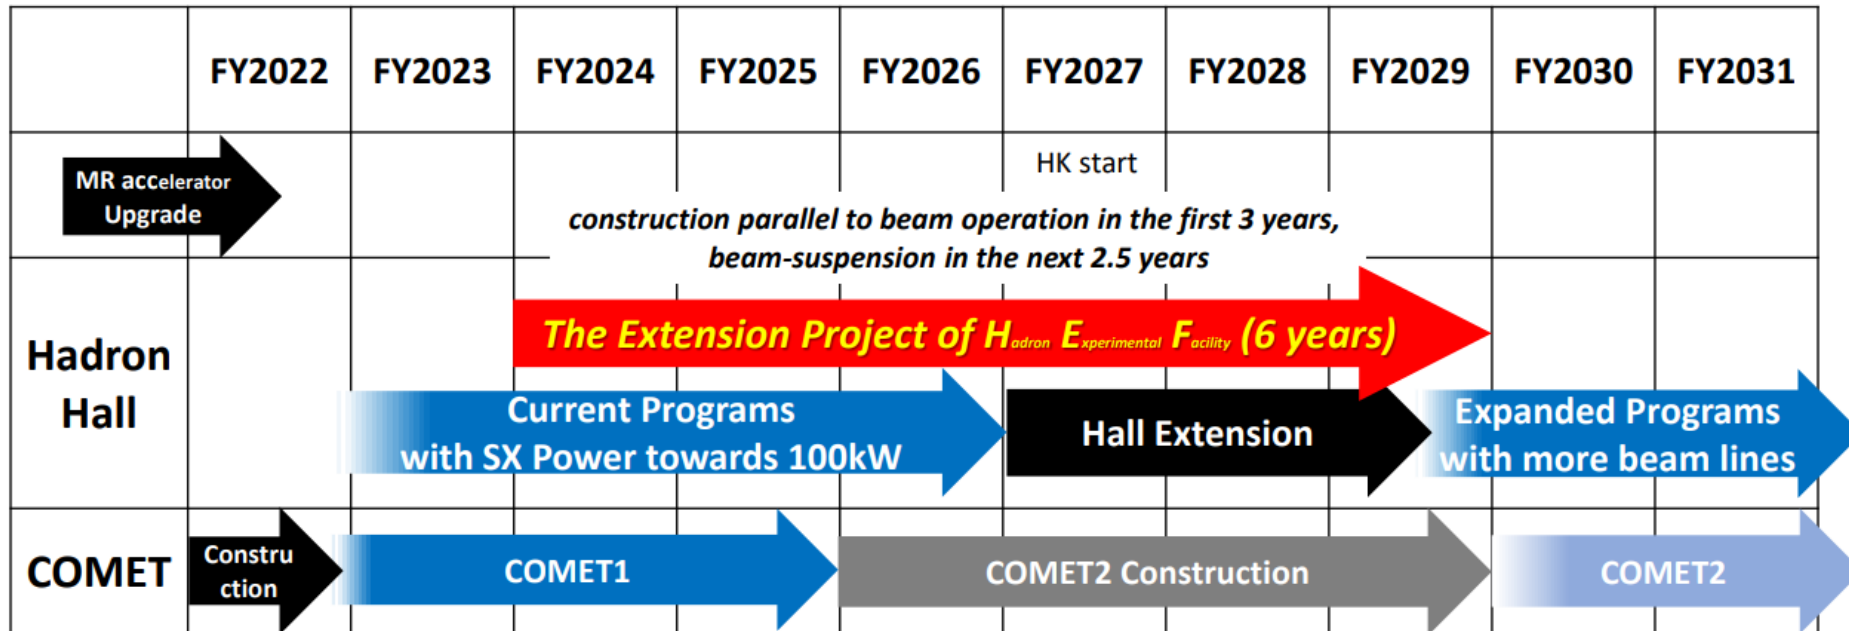 FY2022 FY2023 FY2024 FY2025 FY2026 FY2027 FY2028 FY2029 FY2030 FY2031
MR accelerator
Upgrade
HK start
construction parallel to beam operation in the first 3 years,
beam-suspension in the next 2.5 years
Hadron
Hall
The Extension Project of Hadron Experimental Facility (6 years)
Current Programs
with SX Power towards 100kW
Hall Extension
Expanded Programs
with more beam lines
COMET
Constru
ction
COMET1
COMET2 Construction
COMET2